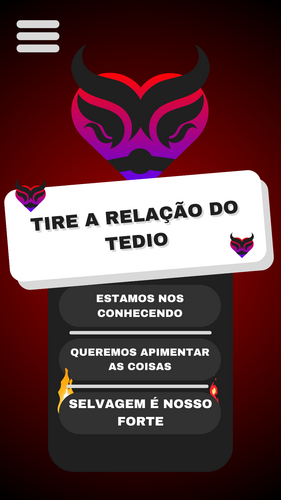 TIRE A RELAÇÃO DO
TEDIO
ESTAMOS NOS
CONHECENDO
QUEREMOS APIMENTAR
AS COISAS
SELVAGEM É NOSSO
FORTE